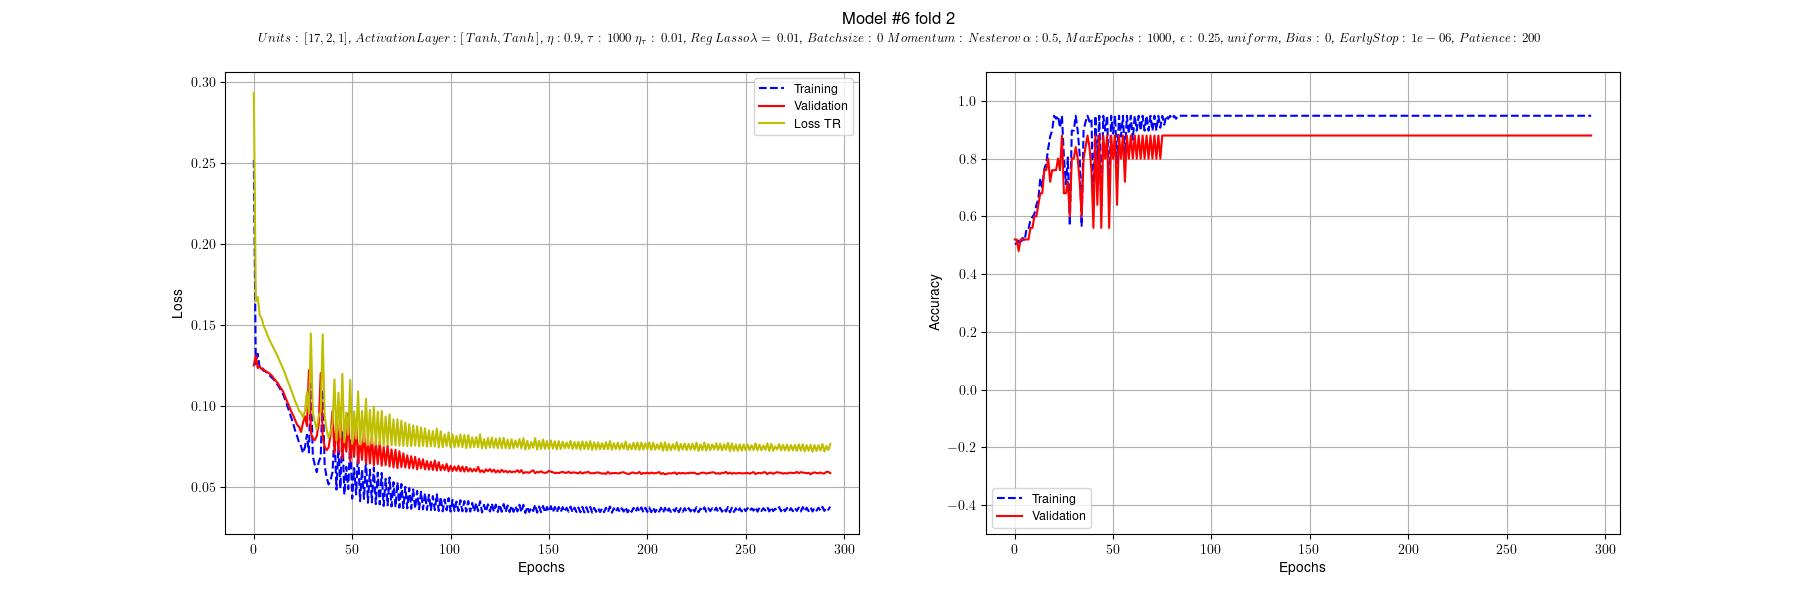 Model #6 fold 2
Units : [17, 2, 1], ActivationLayer : [Tanh, Tanh], η : 0.9, τ : 1000 η_τ : 0.01, Reg Lasso λ = 0.01, Batchsize : 0 Momentum : Nesterov α : 0.5, MaxEpochs : 1000, ϵ : 0.25, uniform, Bias : 0, EarlyStop : 1e − 06, Patience : 200
0.30
0.25
0.20
0.15
0.10
0.05
Loss
Training
Validation
Loss TR
0 50 100 150 200 250 300
Epochs
1.0
0.8
0.6
0.4
0.2
0.0
−0.2
−0.4
Accuracy
Training
Validation
0 50 100 150 200 250 300
Epochs